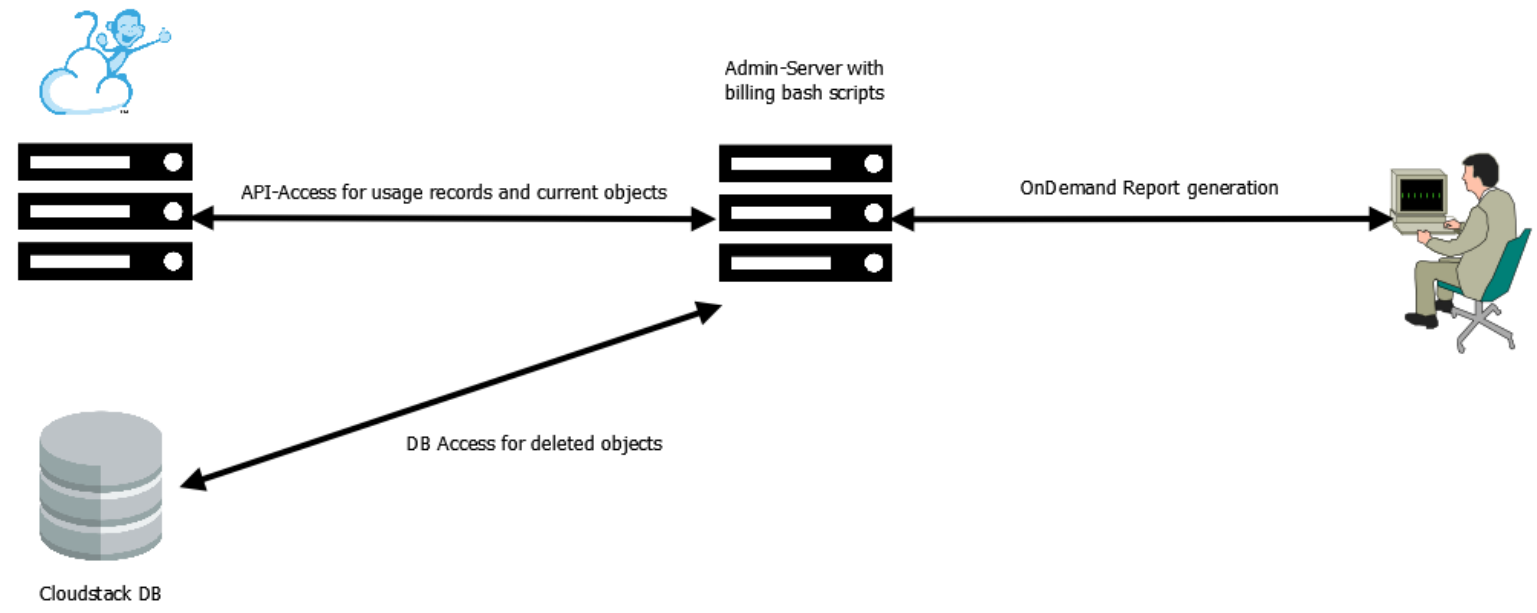 Admin-Server with
billing bash scripts
API-Access for usage records and current objects
OnDemand Report generation
DB Access for deleted objects
Cloudstack DB